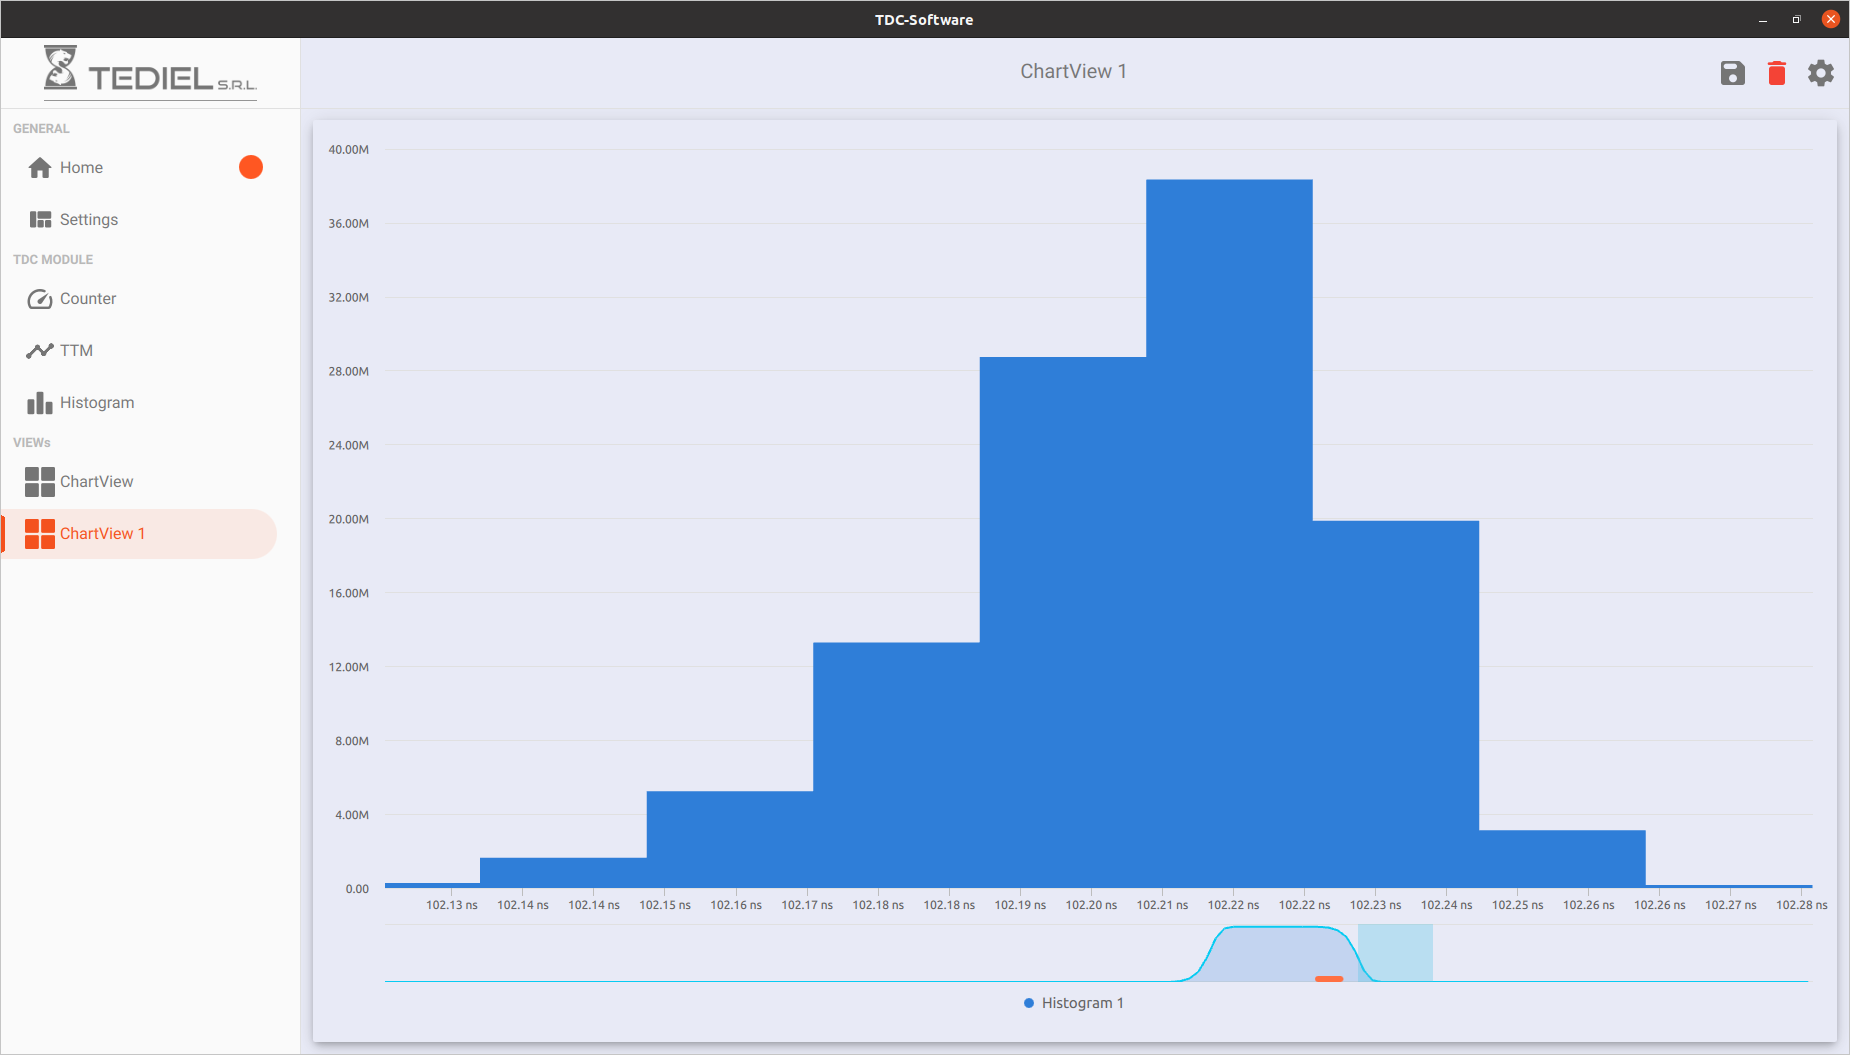 TDC-Software
TEDIEL S.R.L.
ChartView 1
GENERAL
Home
Settings
TDC MODULE
Counter
TTM
Histogram
VIEWs
ChartView
ChartView 1
40.00M
36.00M
32.00M
28.00M
24.00M
20.00M
16.00M
12.00M
8.00M
4.00M
0.00
102.13 ns 102.14 ns 102.14 ns 102.15 ns 102.16 ns 102.17 ns 102.18 ns 102.18 ns 102.19 ns 102.20 ns 102.21 ns 102.22 ns 102.22 ns 102.23 ns 102.24 ns 102.25 ns 102.26 ns 102.26 ns 102.27 ns 102.28 ns
Histogram 1